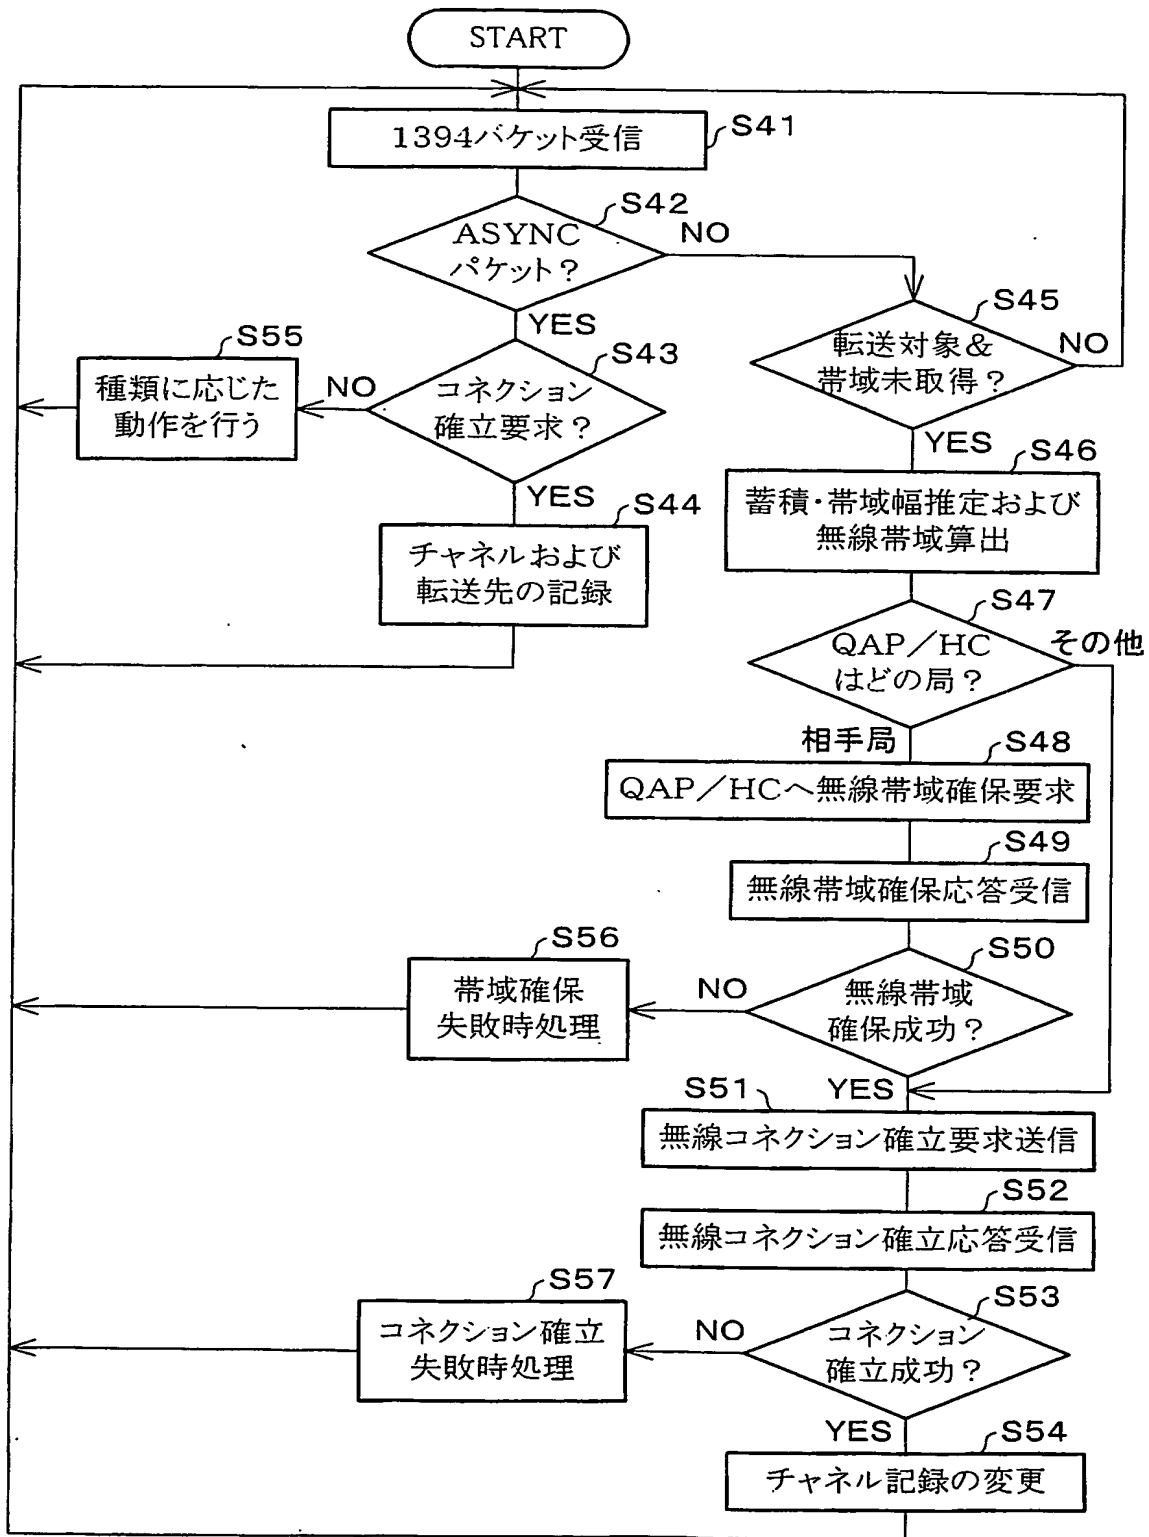 START
1394パケット受信
S41
S42
ASYNC
パケット?
NO
YES
S45
転送対象&
帯域未取得?
NO
YES
S55
種類に応じた
動作を行う
NO
S43
コネクション
確立要求?
YES
S44
チャネルおよび
転送先の記録
S46
蓄積・帯域幅推定および
無線帯域算出
S47
QAP/HC
はどの局?
その他
相手局
S48
QAP/HCへ無線帯域確保要求
S49
無線帯域確保応答受信
S56
帯域確保
失敗時処理
NO
S50
無線帯域
確保成功?
YES
S51
無線コネクション確立要求送信
S52
無線コネクション確立応答受信
S57
コネクション確立
失敗時処理
NO
S53
コネクション
確立成功?
YES
S54
チャネル記録の変更